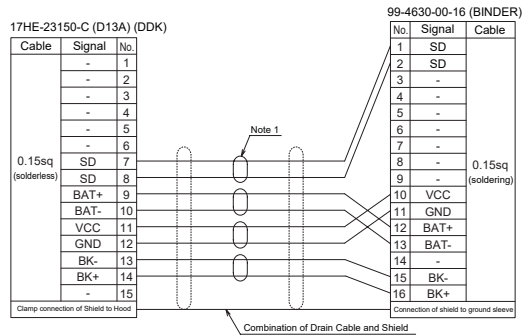 99-4630-00-16 (BINDER)
17HE-23150-C (D13A) (DDK)
No. Signal Cable
Cable Signal No.
1 SD
2 SD
3 -
4 -
5 -
6 -
7 -
8 -
9 -
10 VCC
11 GND
12 BAT+
13 BAT-
14 -
15 BK-
16 BK+
0.15sq
(soldering)
Connection of shield to ground sleeve
- 1
- 2
- 3
- 4
- 5
- 6
SD 7
SD 8
BAT+ 9
BAT- 10
VCC 11
GND 12
BK- 13
BK+ 14
- 15
0.15sq
(solderless)
Clamp connection of Shield to Hood
Note 1
Combination of Drain Cable and Shield